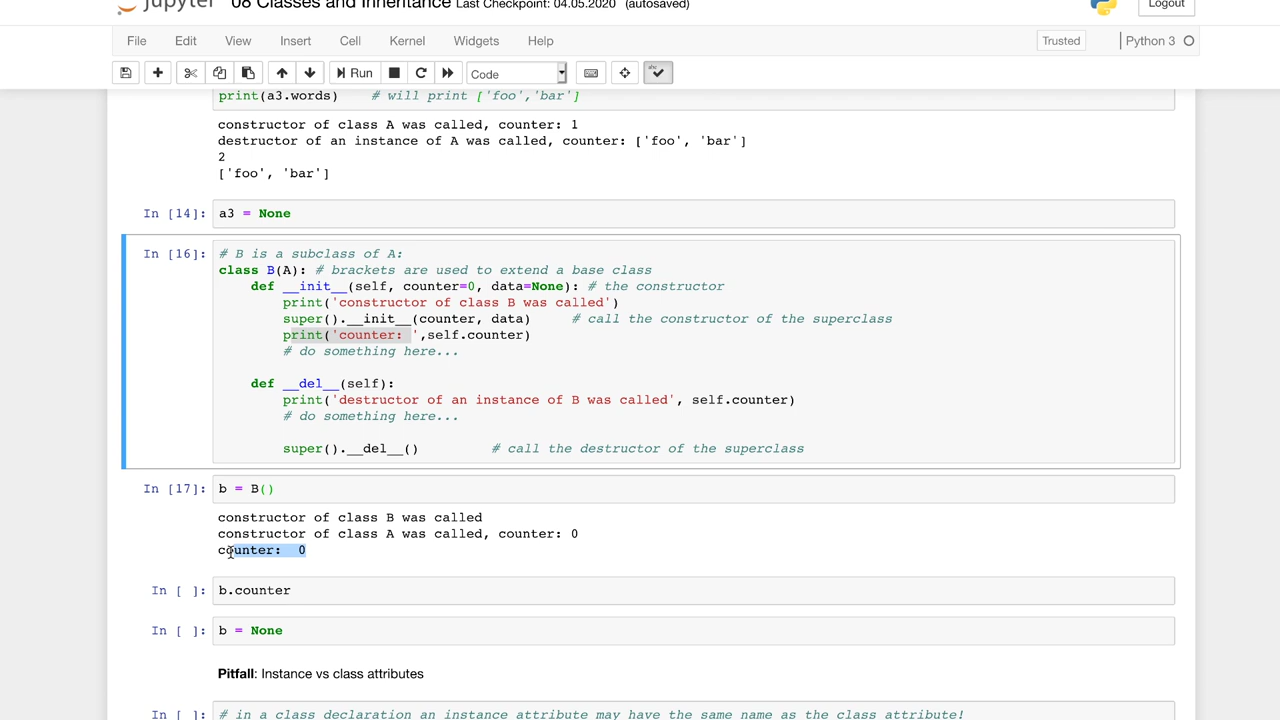 jupyter 08 Classes and Inheritance Last Checkpoint: 04.05.2020 (autosaved) Logout
File Edit View Insert Cell Kernel Widgets Help Trusted Python 3
Run Code
print(a3.words)    # will print ['foo','bar']
constructor of class A was called, counter: 1
destructor of an instance of A was called, counter: ['foo', 'bar']
2
['foo', 'bar']
In [14]: a3 = None
In [16]: # B is a subclass of A:
class B(A): # brackets are used to extend a base class
    def __init__(self, counter=0, data=None): # the constructor
        print('constructor of class B was called')
        super().__init__(counter, data)     # call the constructor of the superclass
        print('counter: ',self.counter)
        # do something here...
    def __del__(self):
        print('destructor of an instance of B was called', self.counter)
        # do something here...
        super().__del__()         # call the destructor of the superclass
In [17]: b = B()
constructor of class B was called
constructor of class A was called, counter: 0
counter:  0
In [ ]: b.counter
In [ ]: b = None
Pitfall: Instance vs class attributes
In [ ]: # in a class declaration an instance attribute may have the same name as the class attribute!